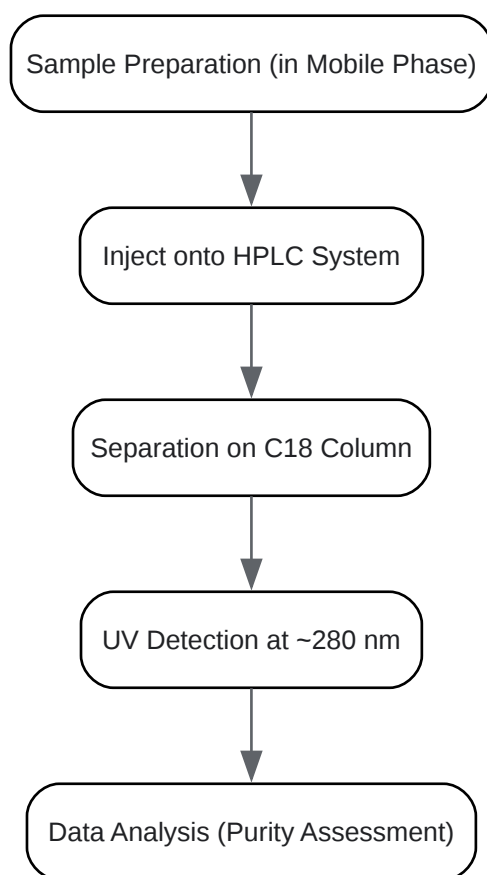 Sample Preparation (in Mobile Phase)
Inject onto HPLC System
Separation on C18 Column
UV Detection at ~280 nm
Data Analysis (Purity Assessment)